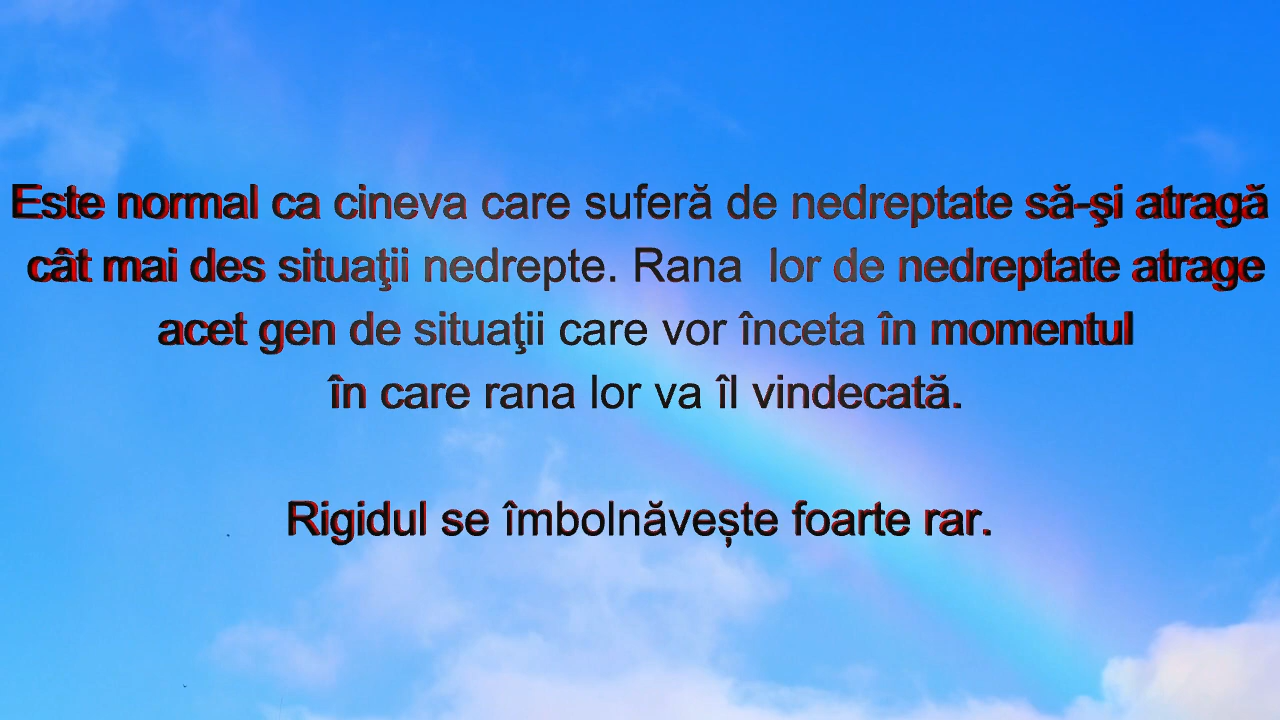 Este normal ca cineva care suferă de nedreptate să-şi atragă
cât mai des situaţii nedrepte. Rana lor de nedreptate atrage
acet gen de situaţii care vor înceta în momentul
în care rana lor va îl vindecată.
Rigidul se îmbolnăvește foarte rar.